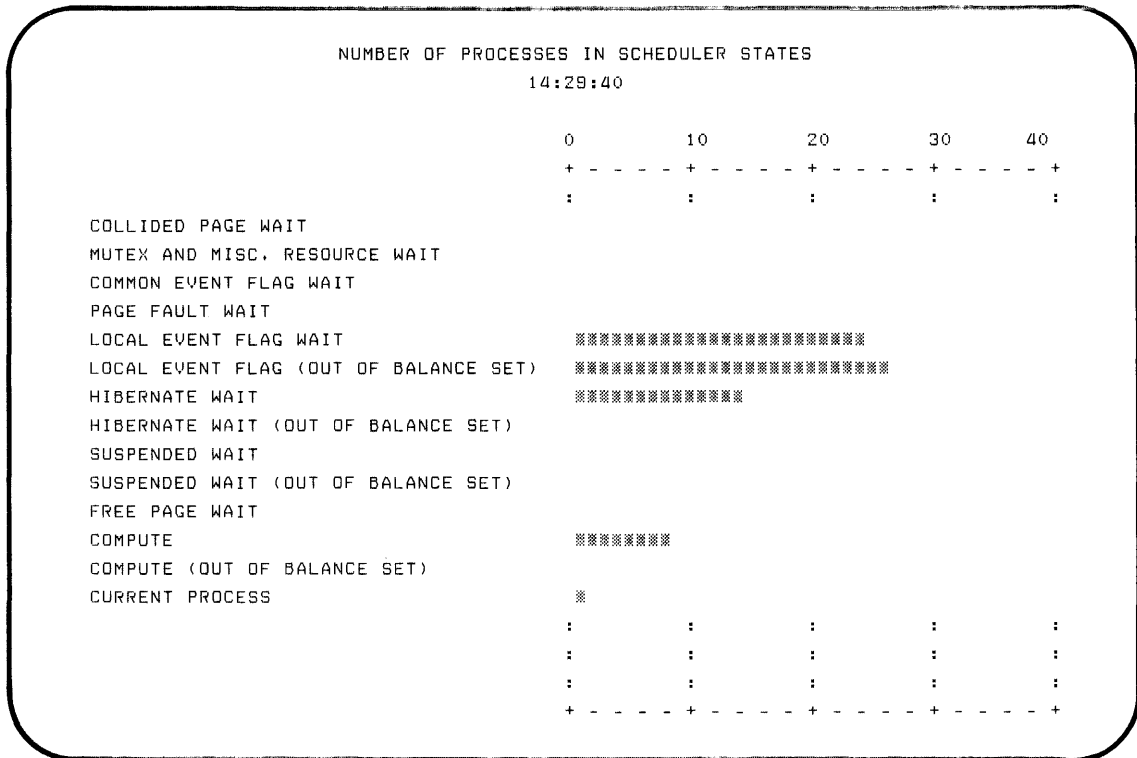 NUMBER OF PROCESSES IN SCHEDULER STATES
14:29:40
0 10 20 30 40
+ - - - - + - - - - + - - - - + - - - - +
: : : : :
COLLIDED PAGE WAIT
MUTEX AND MISC. RESOURCE WAIT
COMMON EVENT FLAG WAIT
PAGE FAULT WAIT
LOCAL EVENT FLAG WAIT
LOCAL EVENT FLAG (OUT OF BALANCE SET)
HIBERNATE WAIT
HIBERNATE WAIT (OUT OF BALANCE SET)
SUSPENDED WAIT
SUSPENDED WAIT (OUT OF BALANCE SET)
FREE PAGE WAIT
COMPUTE
COMPUTE (OUT OF BALANCE SET)
CURRENT PROCESS
: : : : :
: : : : :
: : : : :
+ - - - - + - - - - + - - - - + - - - - +